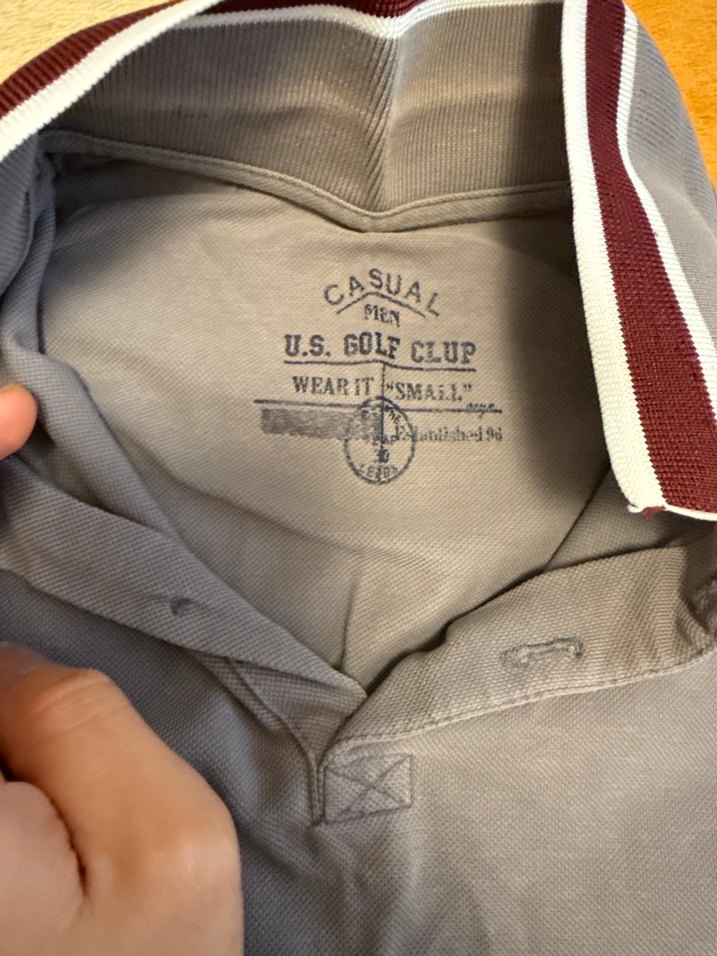 CASUAL
MEN
U.S. GOLF CLUP
WEAR IT "SMALL"
Established 96